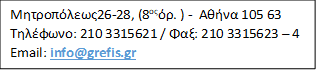 Μητροπόλεως26-28, (8ος όρ. ) - Αθήνα 105 63
Τηλέφωνο: 210 3315621 / Φαξ: 210 3315623 – 4
Email: info@grefis.gr